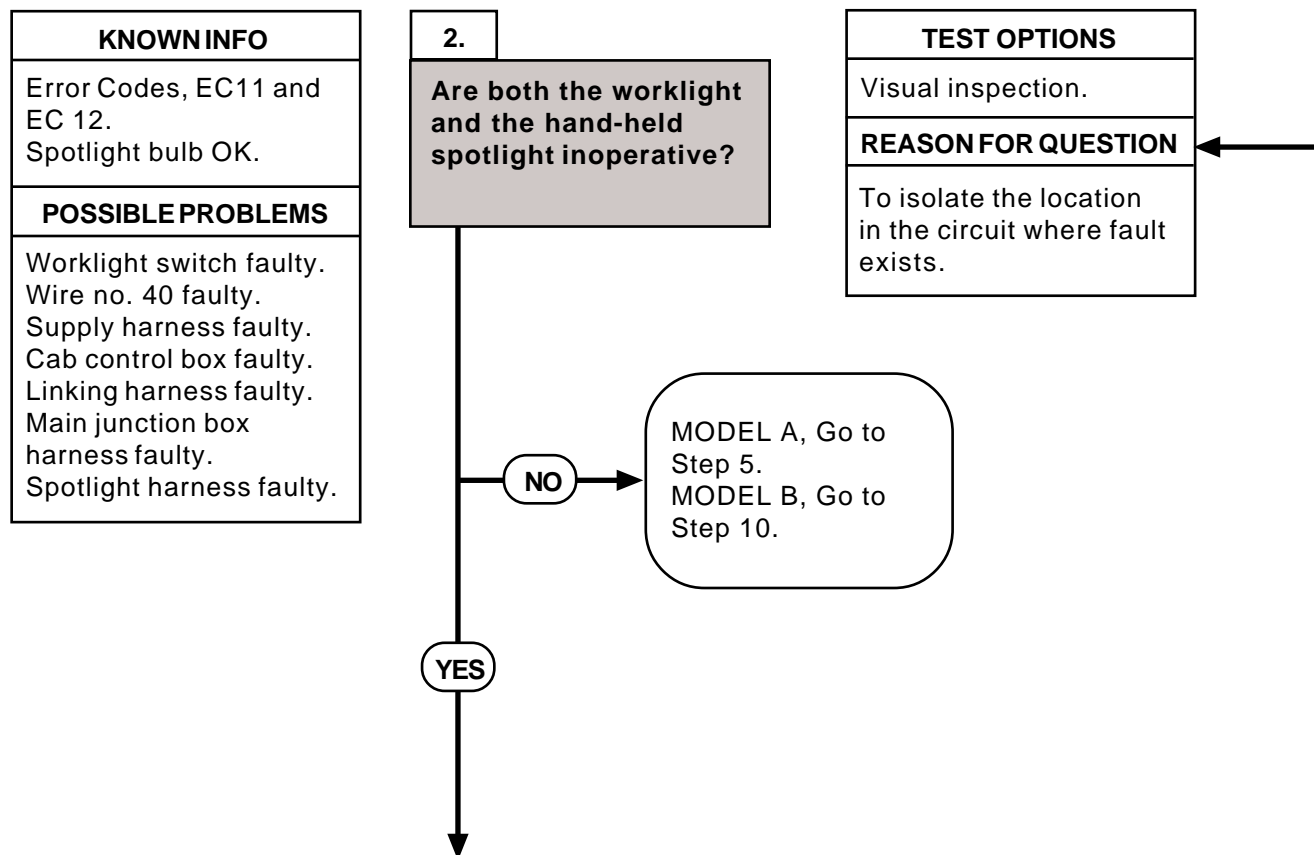 KNOWN INFO
Error Codes, EC11 and
EC 12.
Spotlight bulb OK.
POSSIBLE PROBLEMS
Worklight switch faulty.
Wire no. 40 faulty.
Supply harness faulty.
Cab control box faulty.
Linking harness faulty.
Main junction box
harness faulty.
Spotlight harness faulty.
2.
Are both the worklight
and the hand-held
spotlight inoperative?
TEST OPTIONS
Visual inspection.
REASON FOR QUESTION
To isolate the location
in the circuit where fault
exists.
NO
MODEL A, Go to
Step 5.
MODEL B, Go to
Step 10.
YES